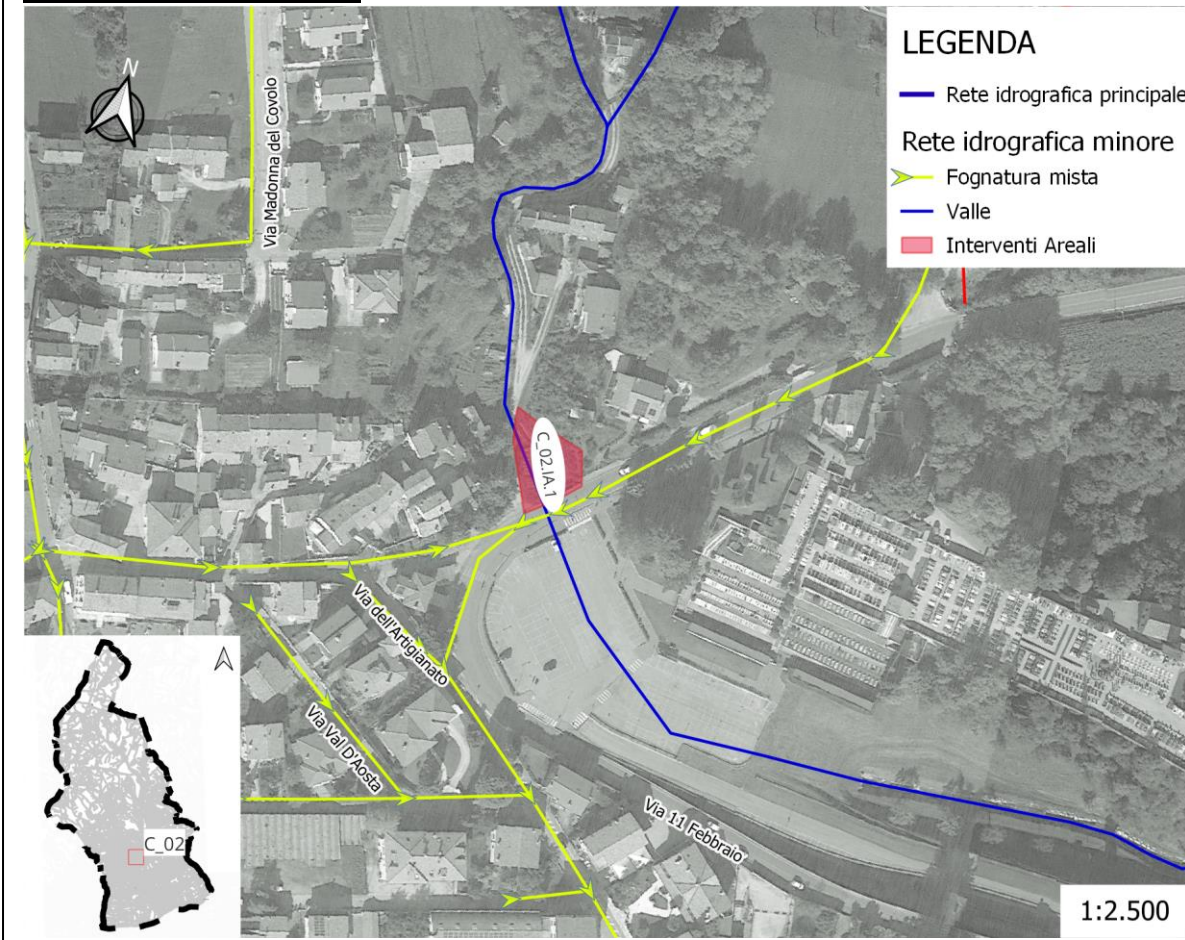 N
LEGENDA
Rete idrografica principale
Rete idrografica minore
Fognatura mista
Valle
Interventi Areali
Via Madonna del Covolo
C_02.IA.1
Via dell'Artigianato
Via Val D'Aosta
Via 11 Febbraio
C_02
1:2.500